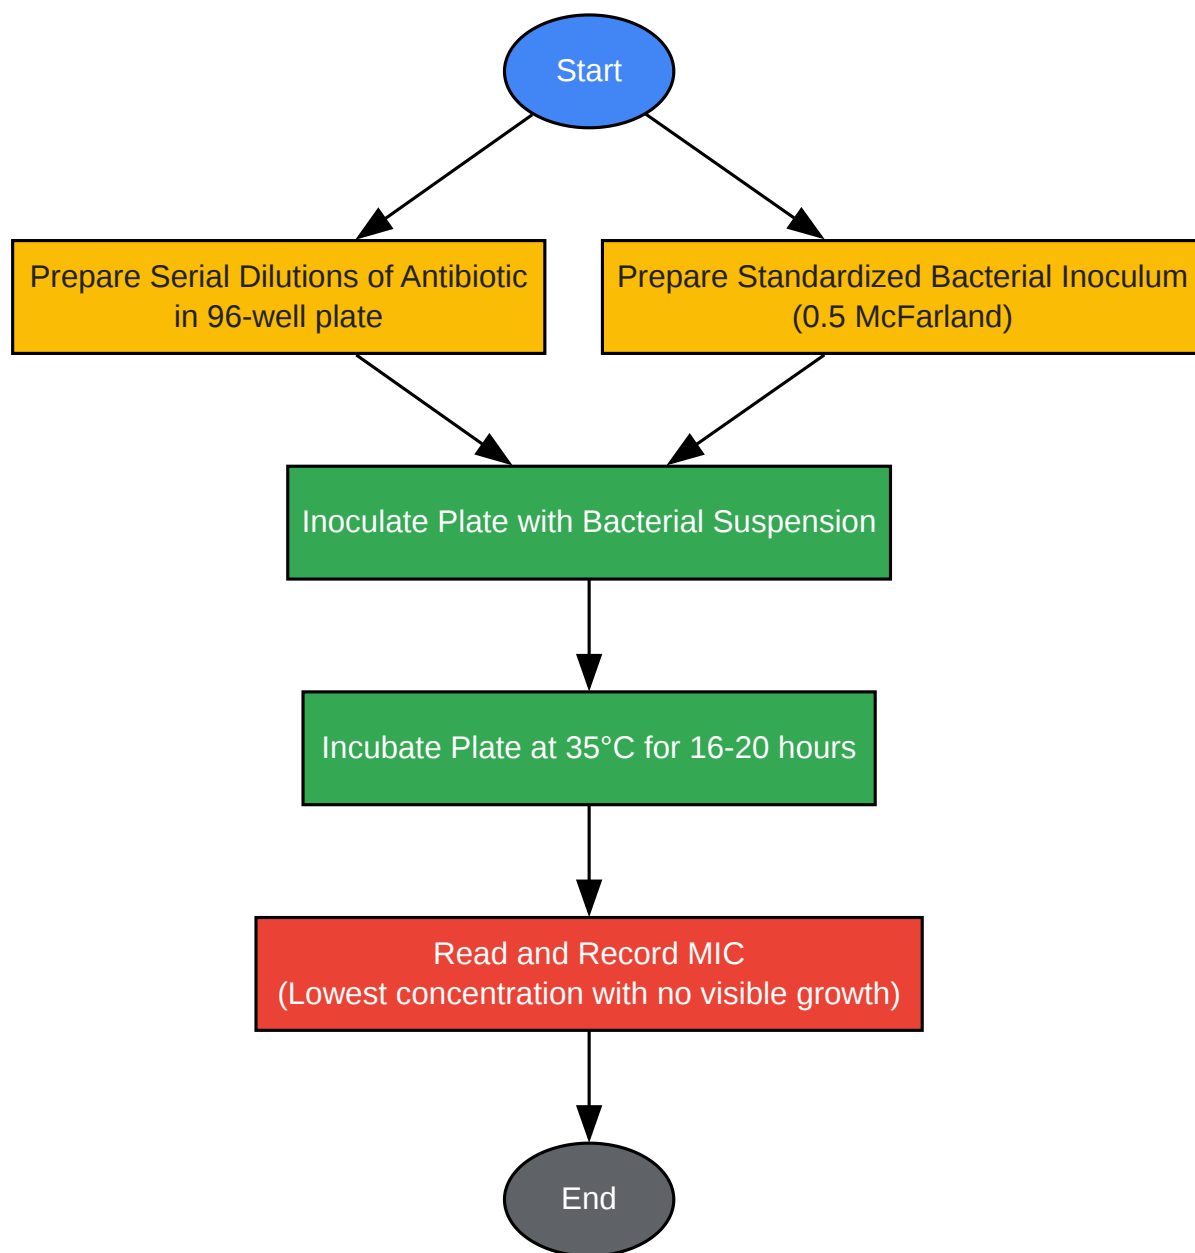 Start
Prepare Serial Dilutions of Antibiotic
in 96-well plate
Prepare Standardized Bacterial Inoculum
(0.5 McFarland)
Inoculate Plate with Bacterial Suspension
Incubate Plate at 35°C for 16-20 hours
Read and Record MIC
(Lowest concentration with no visible growth)
End